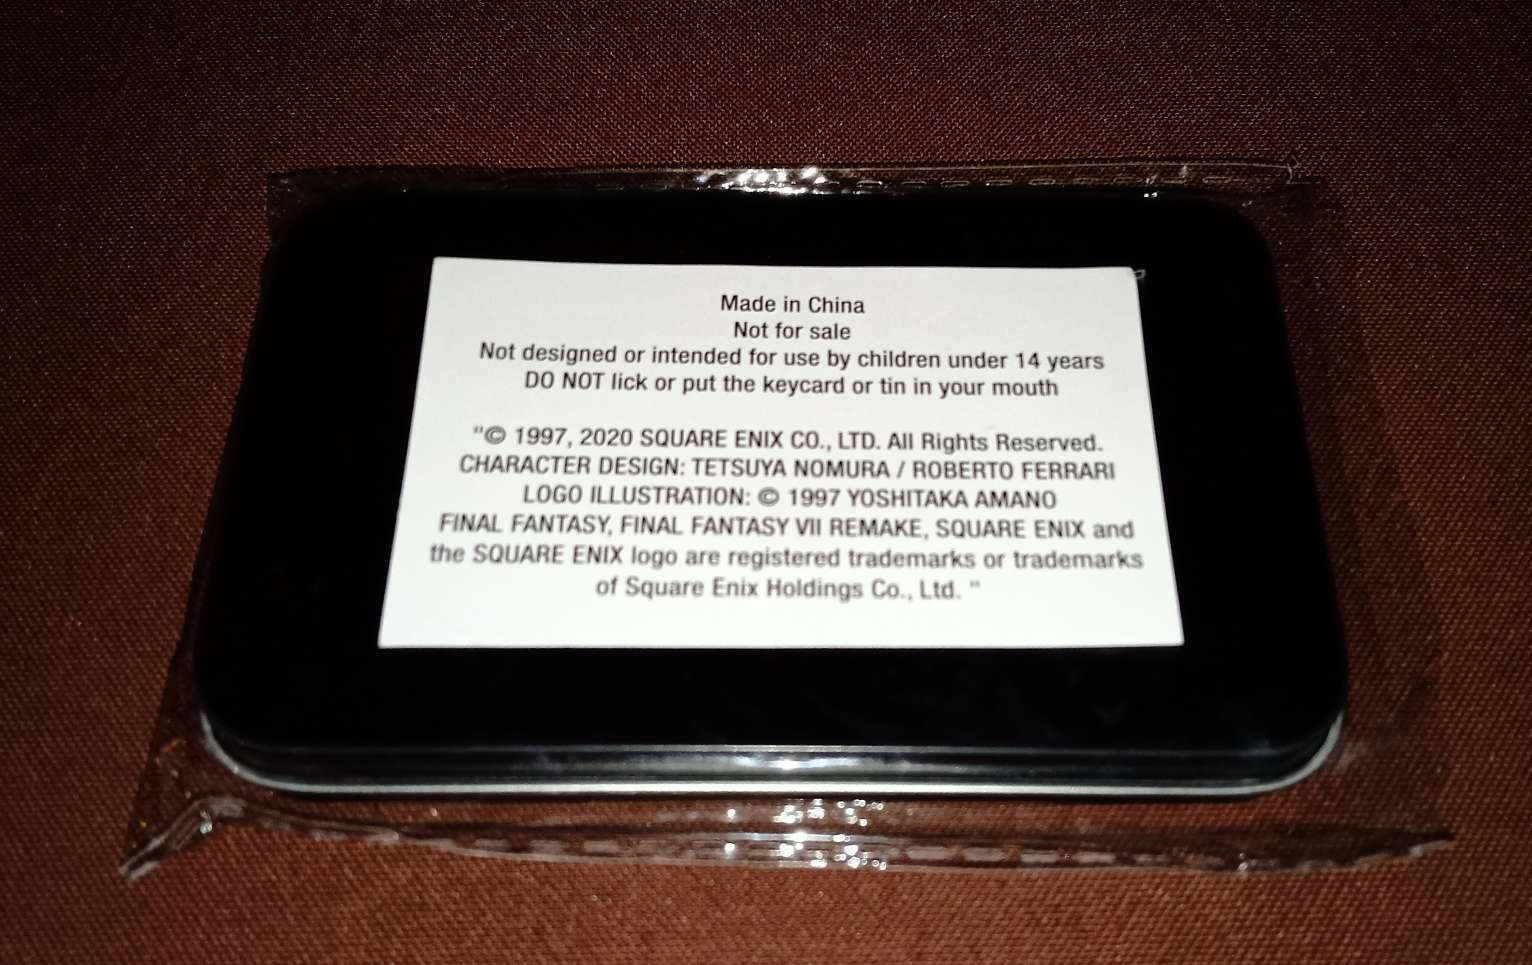 Made in China
Not for sale
Not designed or intended for use by children under 14 years
DO NOT lick or put the keycard or tin in your mouth
"© 1997, 2020 SQUARE ENIX CO., LTD. All Rights Reserved.
CHARACTER DESIGN: TETSUYA NOMURA / ROBERTO FERRARI
LOGO ILLUSTRATION: © 1997 YOSHITAKA AMANO
FINAL FANTASY, FINAL FANTASY VII REMAKE, SQUARE ENIX and
the SQUARE ENIX logo are registered trademarks or trademarks
of Square Enix Holdings Co., Ltd. "